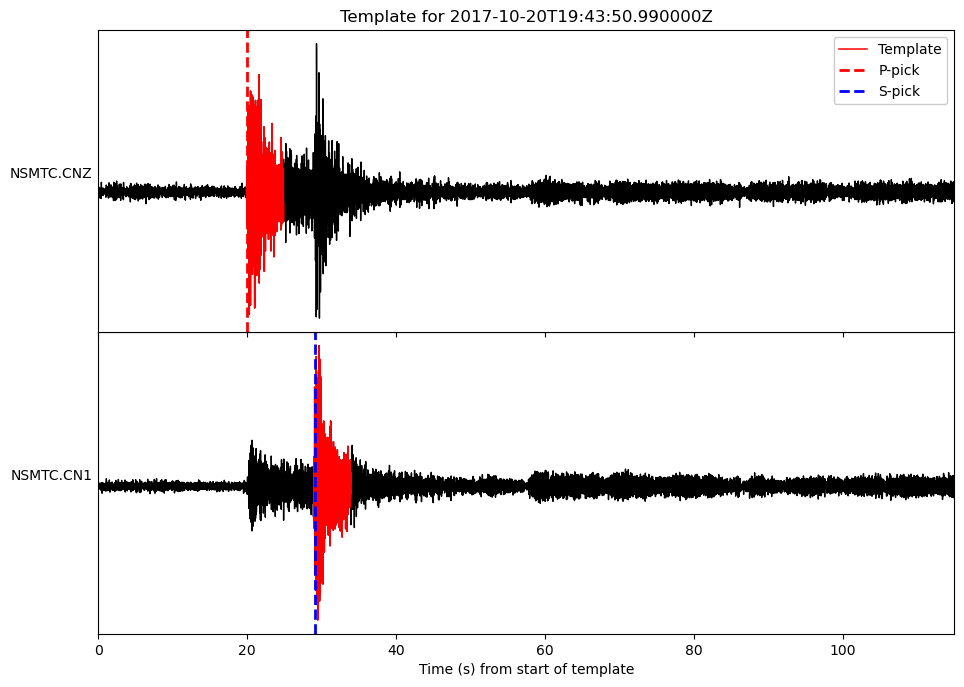 Template for 2017-10-20T19:43:50.990000Z
Template
P-pick
S-pick
NSMTC.CNZ
NSMTC.CN1
0 20 40 60 80 100
Time (s) from start of template